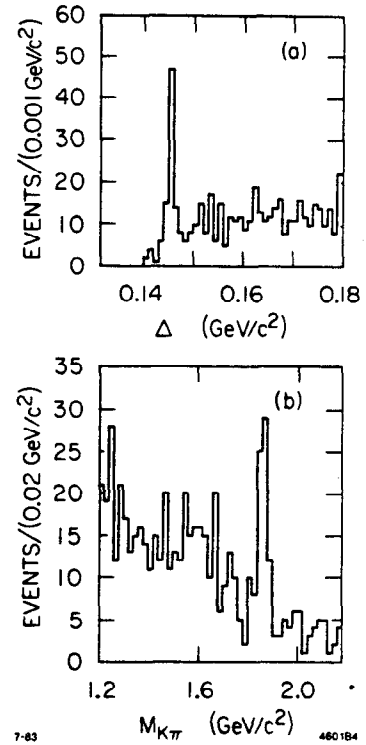 60
50
40
30
20
10
0
EVENTS/(0.001 GeV/c²)
(a)
0.14 0.16 0.18
Δ (GeV/c²)
35
30
25
20
15
10
5
0
EVENTS/(0.02 GeV/c²)
(b)
1.2 1.6 2.0
M_Kπ (GeV/c²)
7-83 4601B4